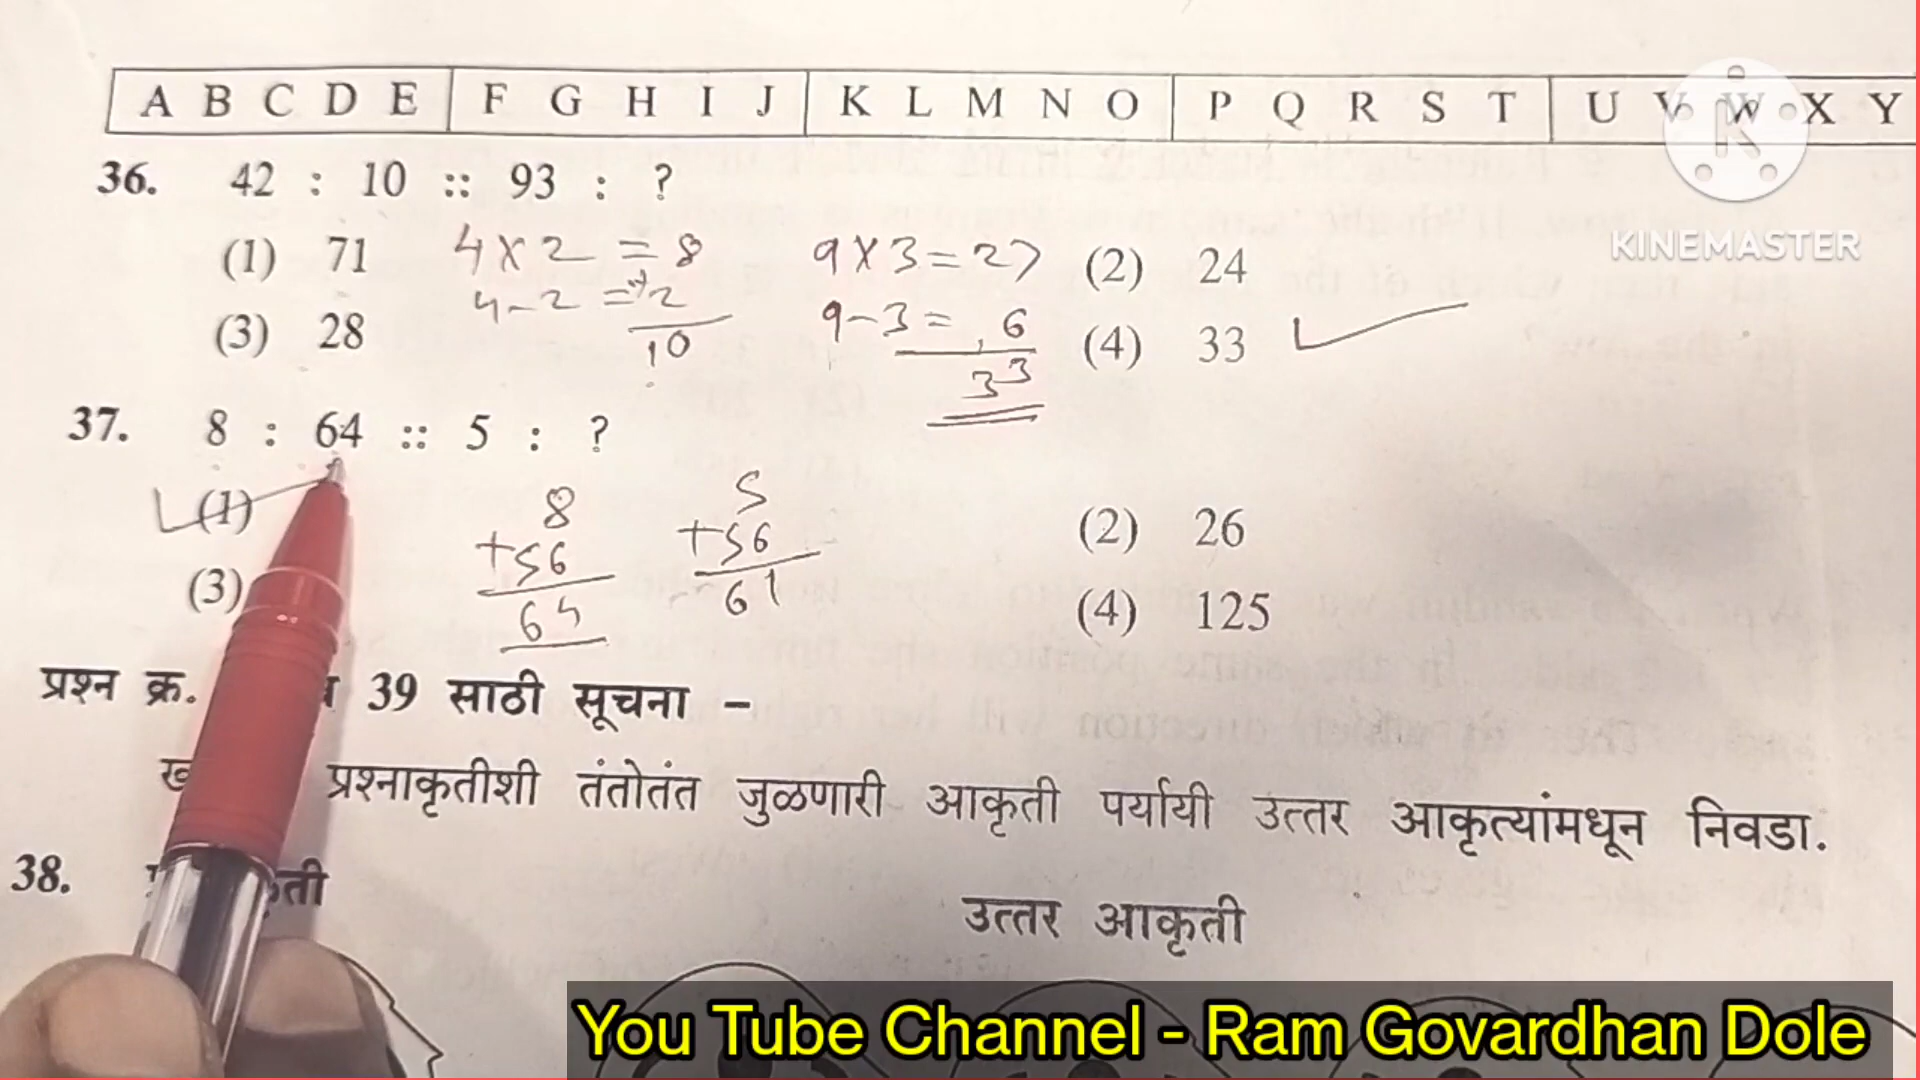 A B C D E F G H I J K L M N O P Q R S T U V W X Y
KINEMASTER
36. 42 : 10 :: 93 : ?
(1) 71 4 × 2 = 8 9 × 3 = 27 (2) 24
4 - 2 = + 2 9 - 3 = 6
(3) 28 10 33 (4) 33
37. 8 : 64 :: 5 : ?
(1) 8 5 (2) 26
+56 +56
(3) 64 61 (4) 125
प्रश्न क्र. 39 साठी सूचना –
प्रश्नाकृतीशी तंतोतंत जुळणारी आकृती पर्यायी उत्तर आकृत्यांमधून निवडा.
38.
उत्तर आकृती
You Tube Channel - Ram Govardhan Dole